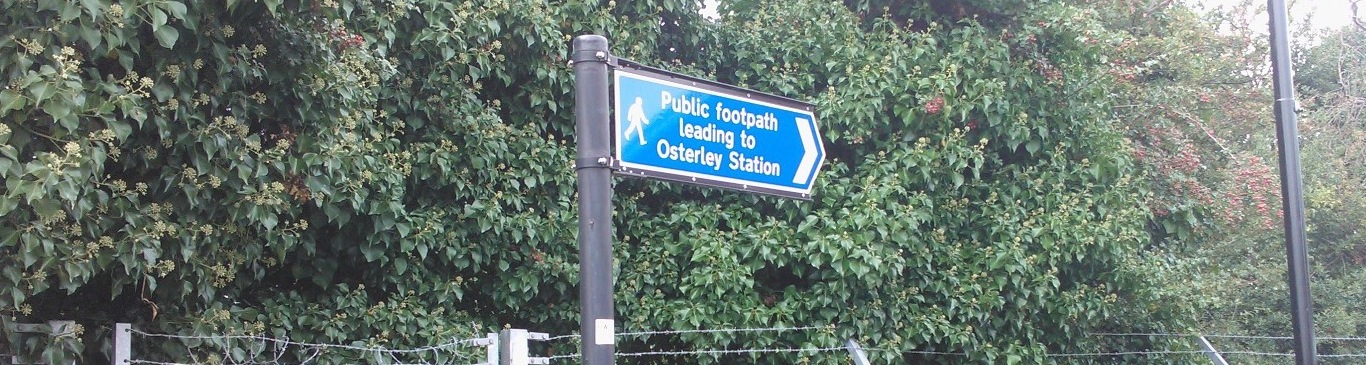 Public footpath
leading to
Osterley Station